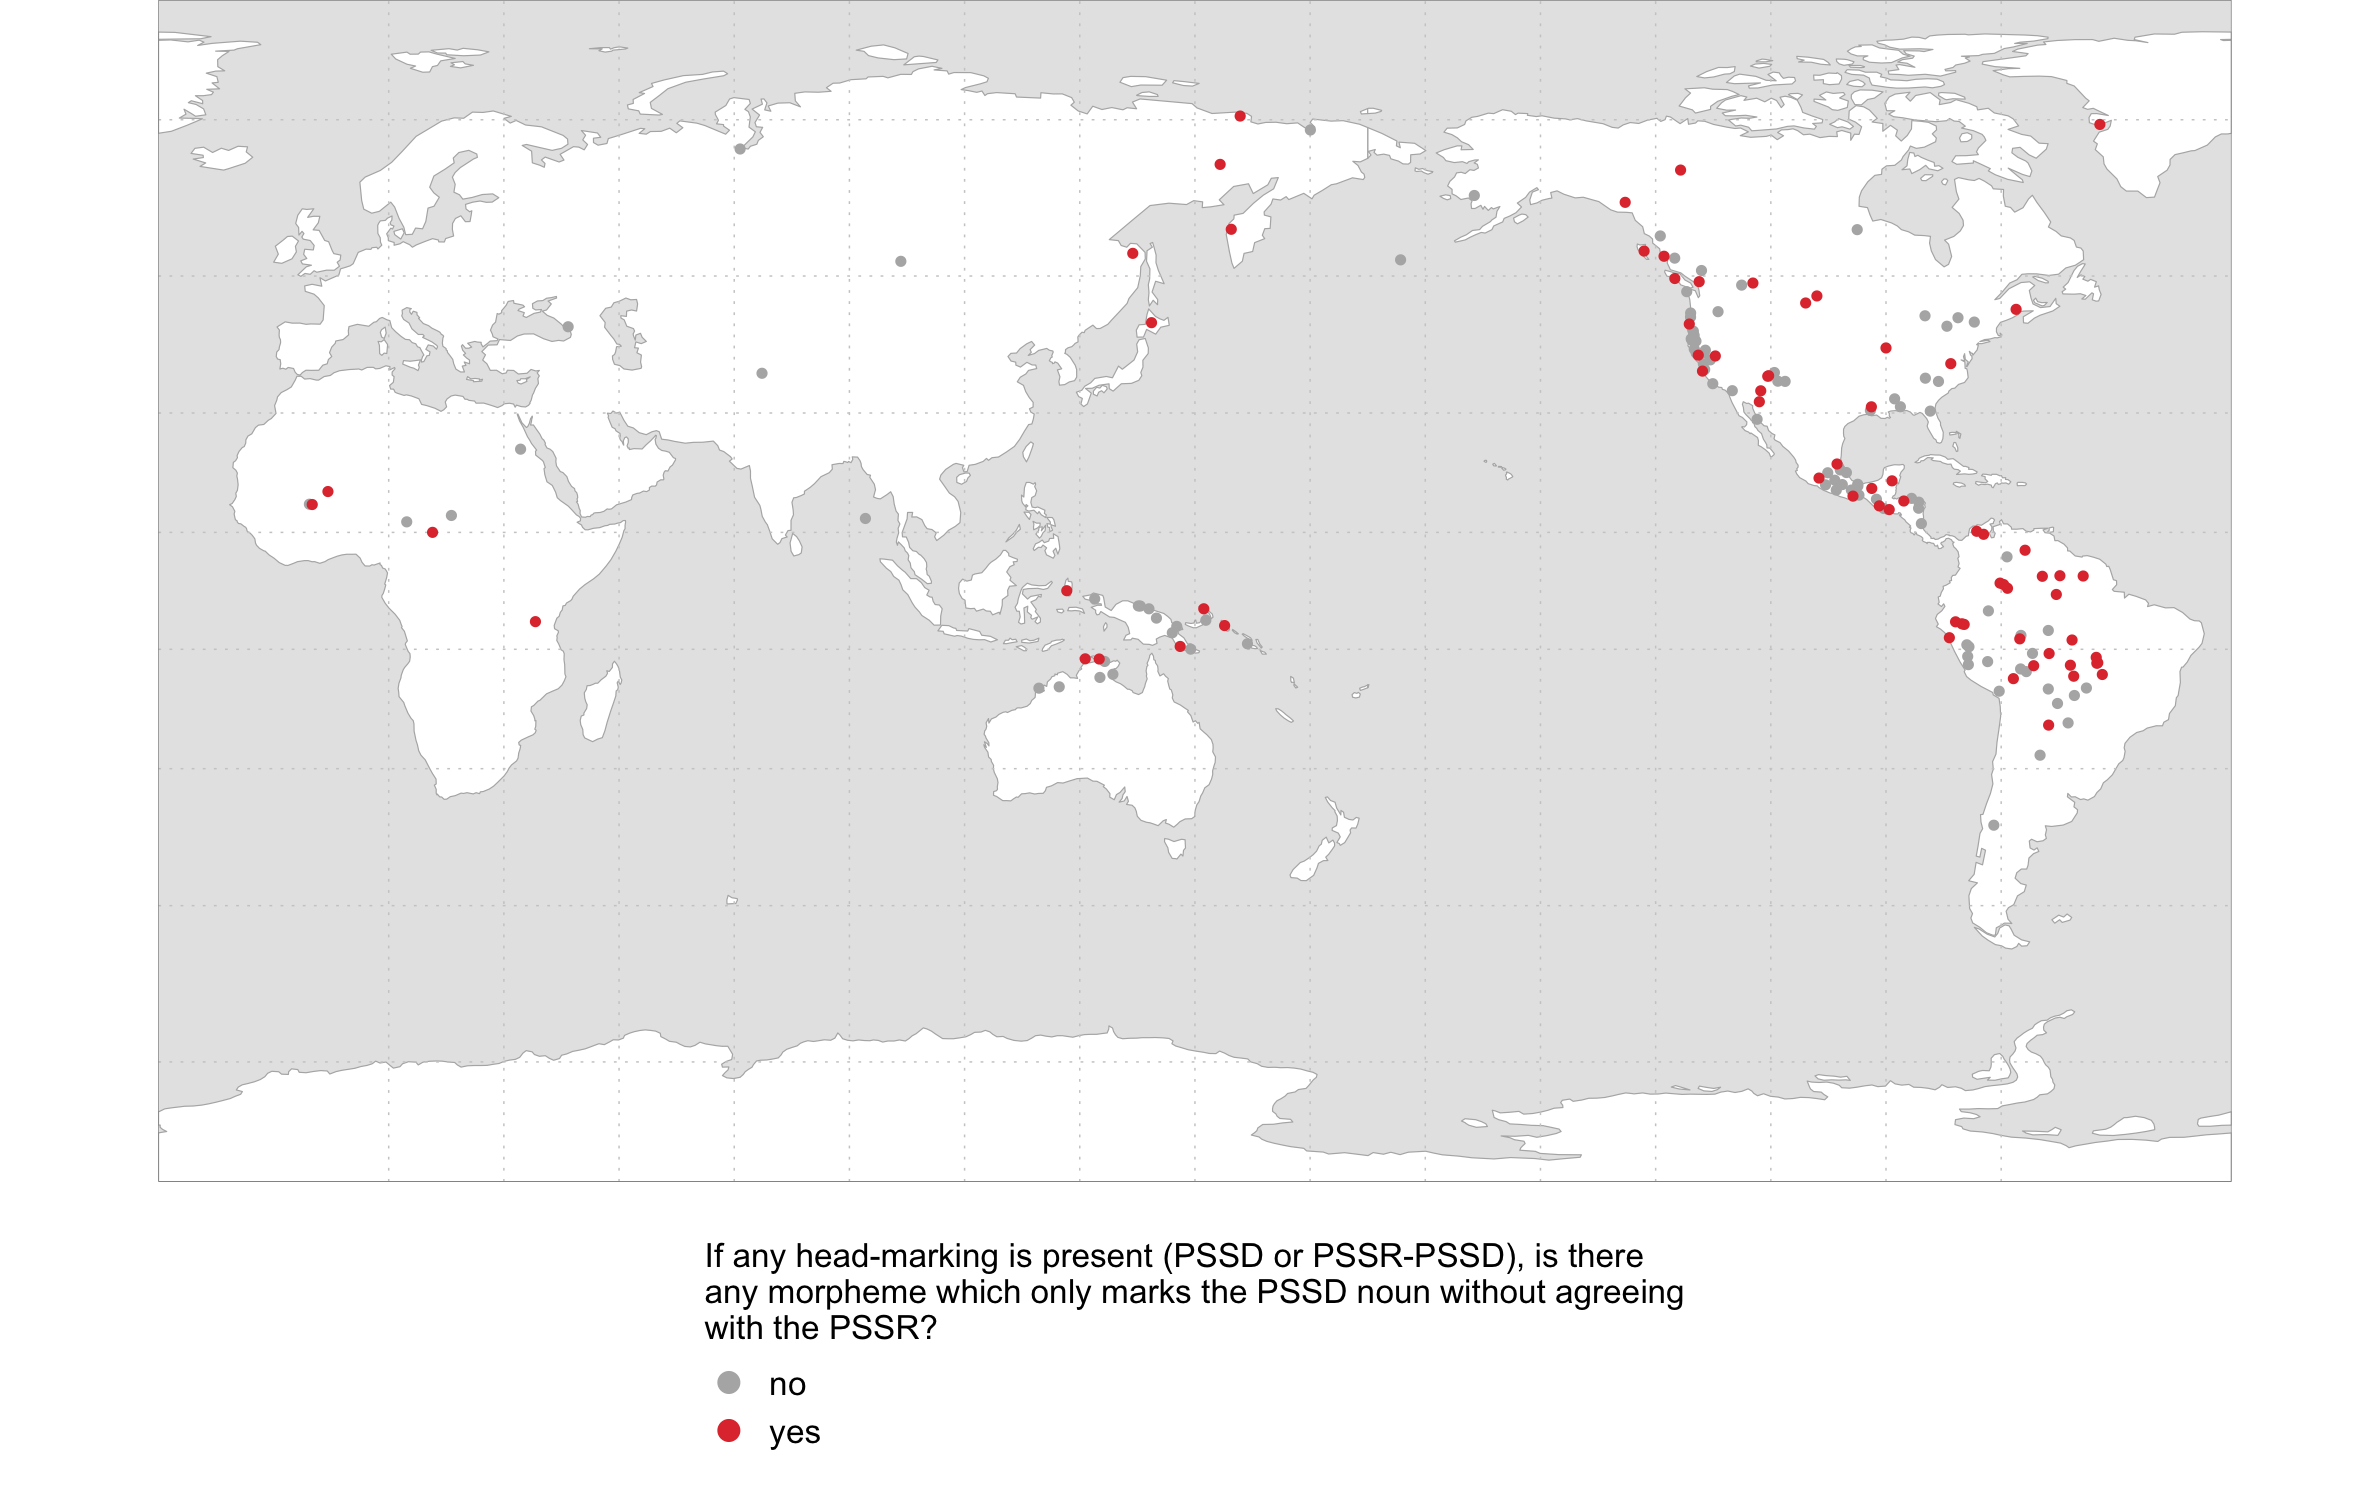 If any head-marking is present (PSSD or PSSR-PSSD), is there
any morpheme which only marks the PSSD noun without agreeing
with the PSSR?
no
yes